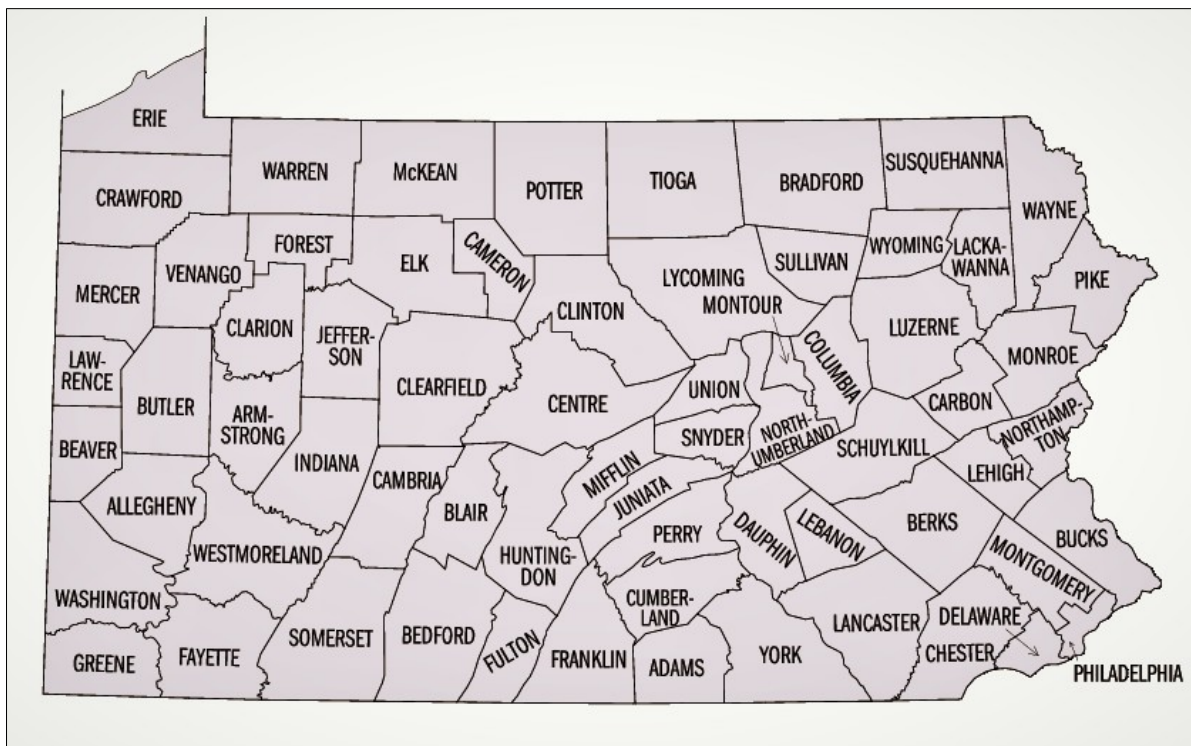 ERIE
WARREN
McKEAN
POTTER
TIOGA
BRADFORD
SUSQUEHANNA
CRAWFORD
WAYNE
FOREST
ELK
CAMERON
WYOMING
LACKA-
WANNA
VENANGO
SULLIVAN
LYCOMING
PIKE
MERCER
MONTOUR
CLINTON
CLARION
JEFFER-
SON
LUZERNE
COLUMBIA
MONROE
LAW-
RENCE
BUTLER
CLEARFIELD
CENTRE
UNION
CARBON
ARM-
STRONG
NORTHAMP-
TON
SNYDER
NORTH-
UMBERLAND
SCHUYLKILL
BEAVER
INDIANA
MIFFLIN
LEHIGH
CAMBRIA
JUNIATA
ALLEGHENY
BLAIR
PERRY
DAUPHIN
LEBANON
BERKS
BUCKS
WESTMORELAND
HUNTING-
DON
MONTGOMERY
WASHINGTON
CUMBER-
LAND
LANCASTER
DELAWARE
SOMERSET
BEDFORD
FULTON
GREENE
FAYETTE
FRANKLIN
ADAMS
YORK
CHESTER
PHILADELPHIA